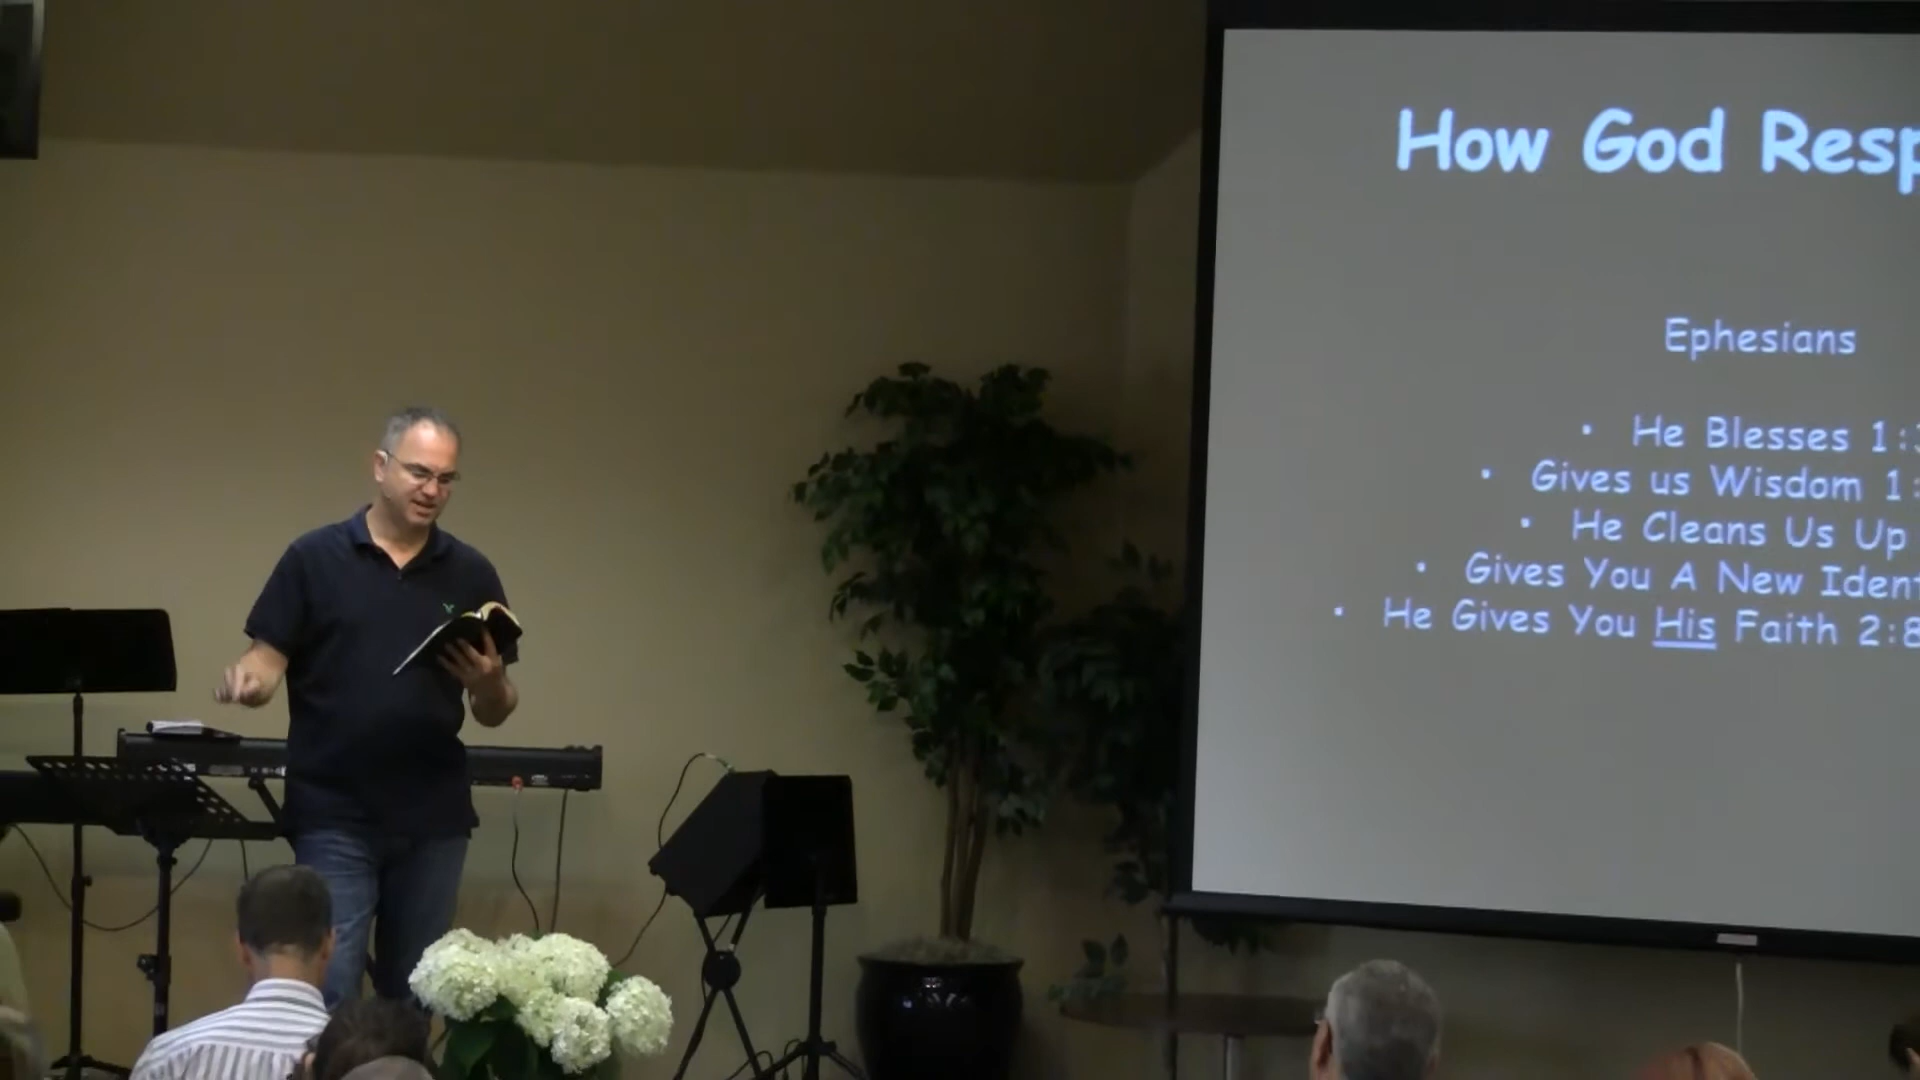 How God Resp
Ephesians
• He Blesses 1:3
• Gives us Wisdom 1:
• He Cleans Us Up
• Gives You A New Ident
• He Gives You His Faith 2:8